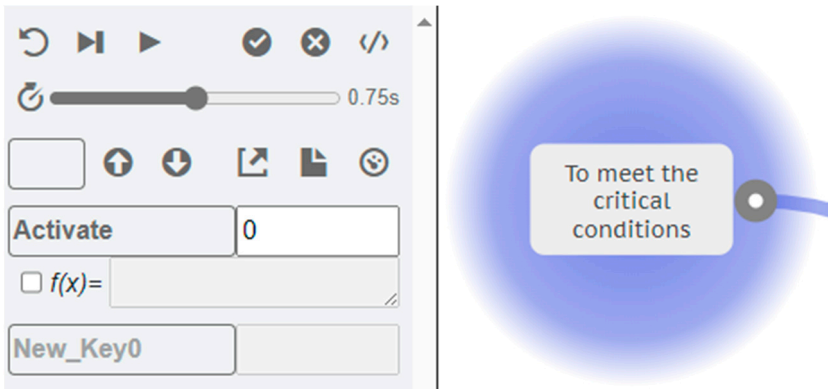 </>
0.75s
Activate
0
f(x)=
New_Key0
To meet the
critical
conditions